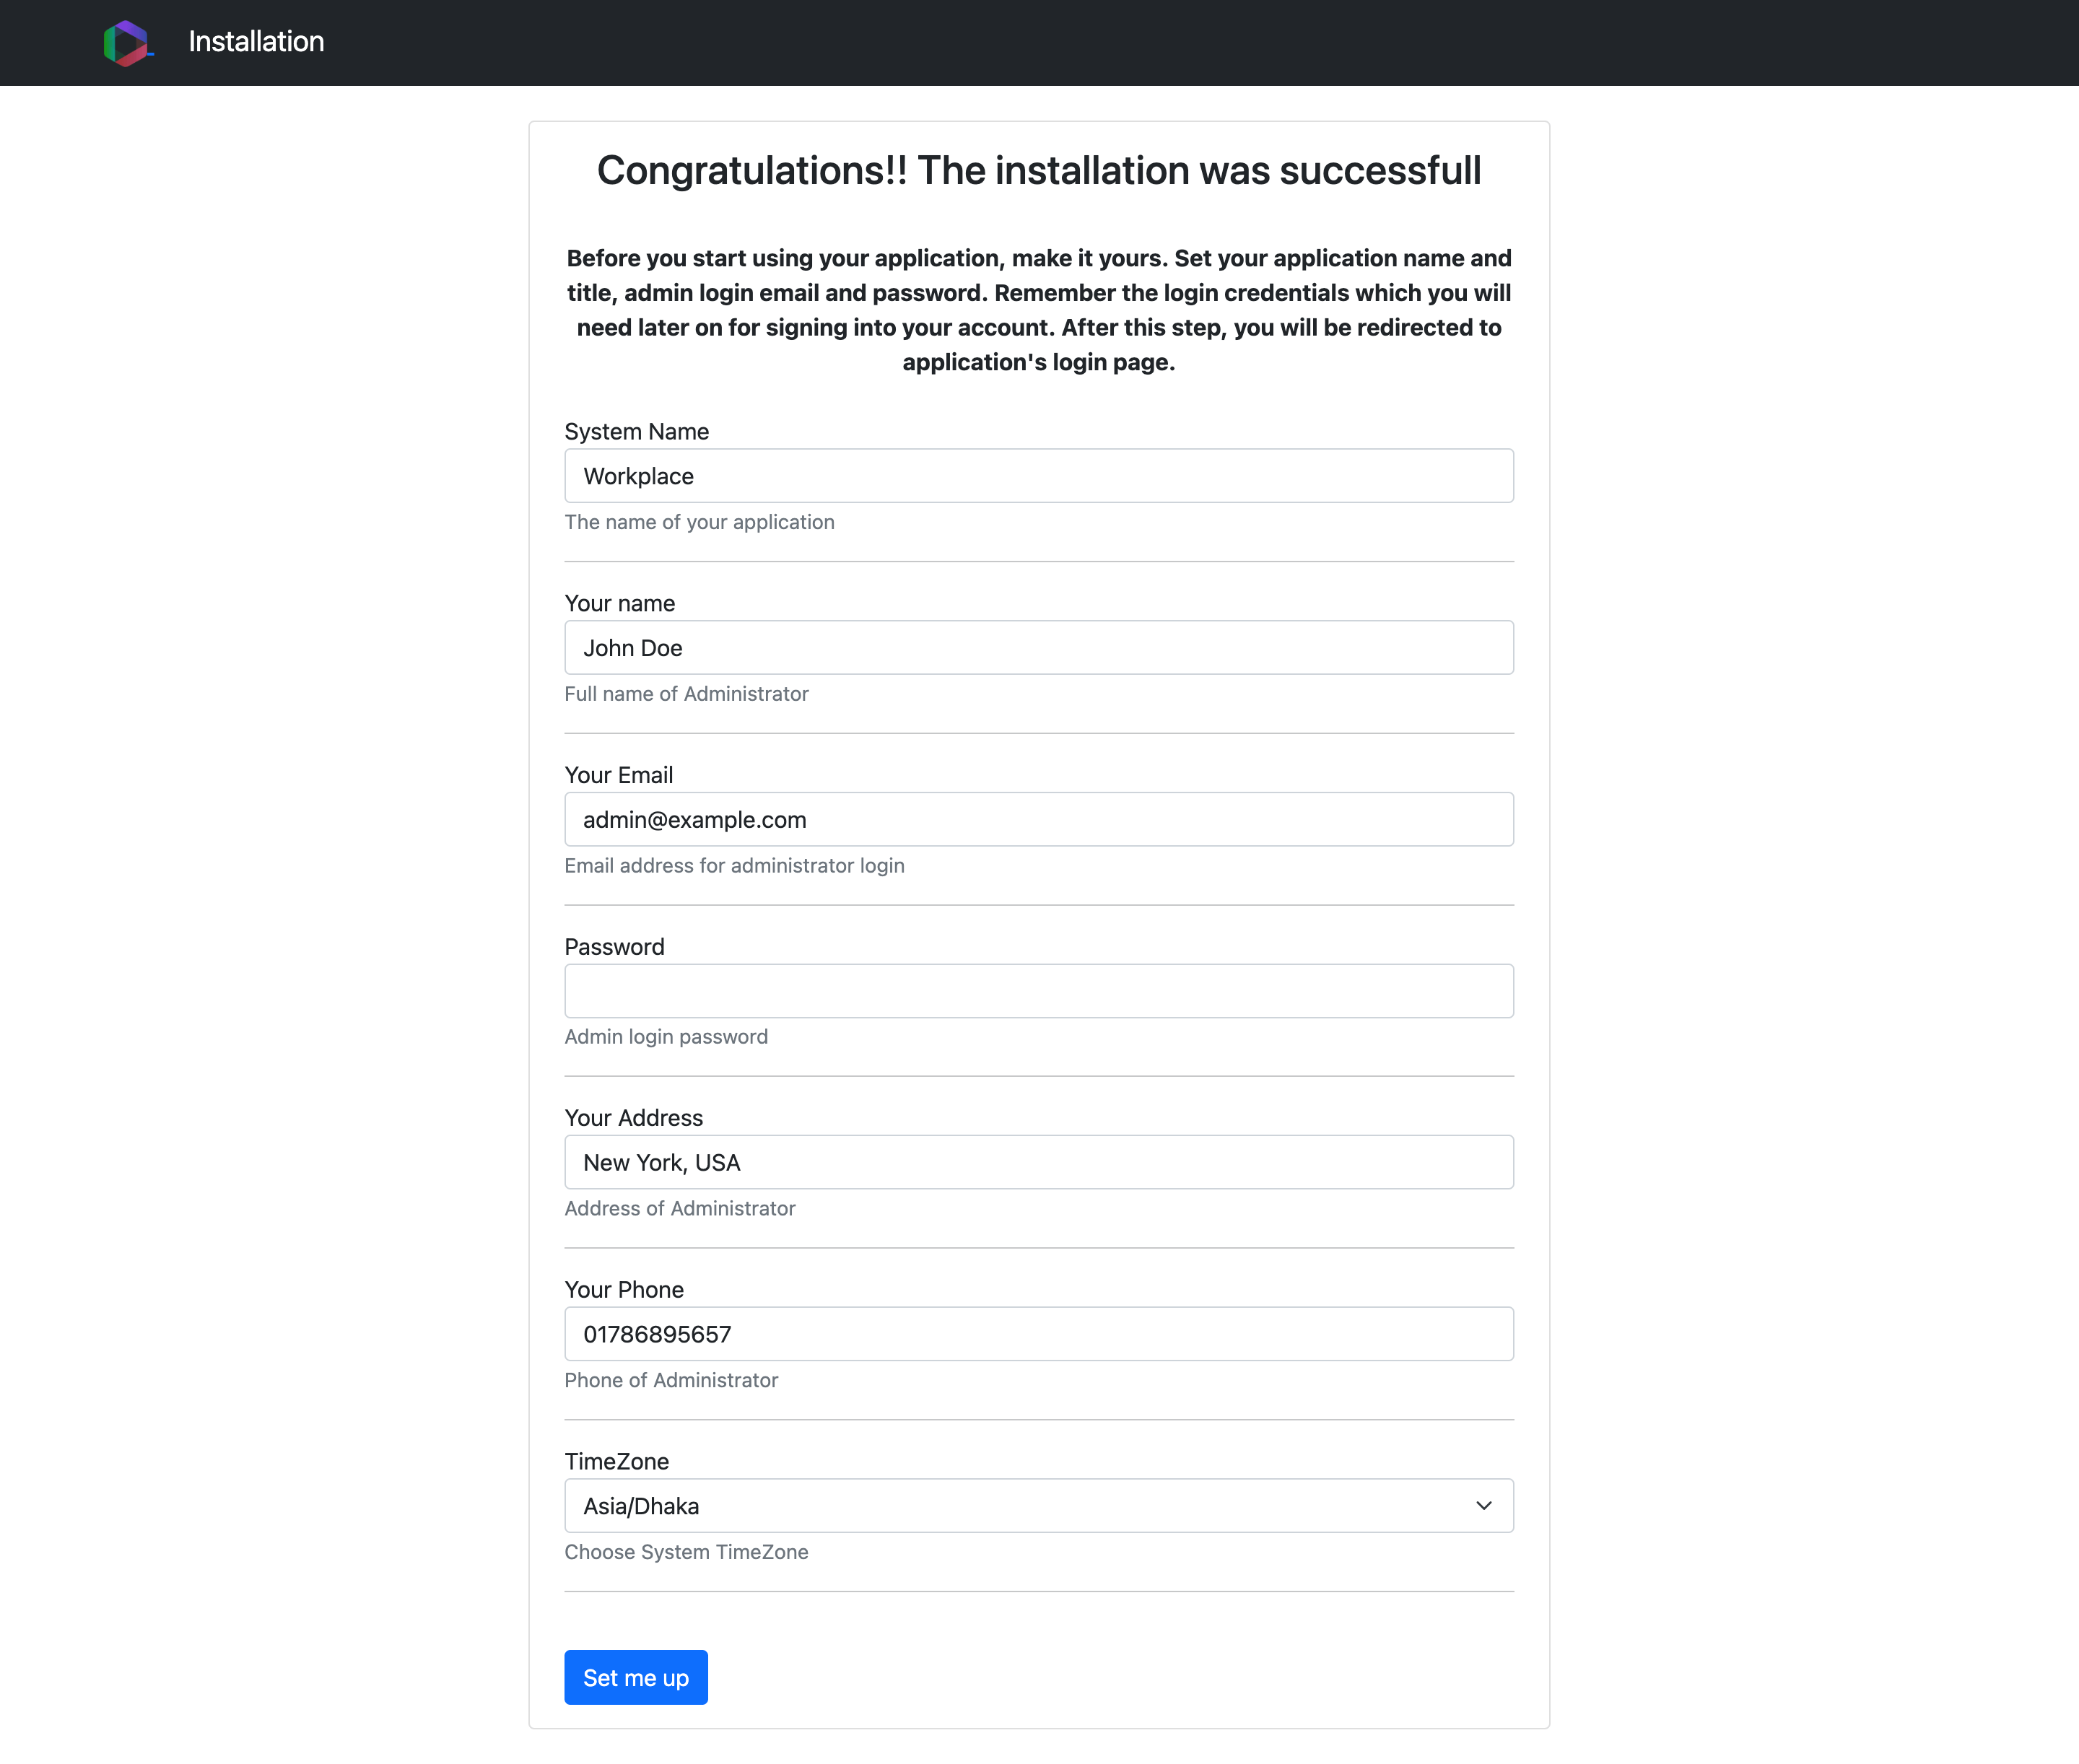 Installation
Congratulations!! The installation was successfull
Before you start using your application, make it yours. Set your application name and
title, admin login email and password. Remember the login credentials which you will
need later on for signing into your account. After this step, you will be redirected to
application's login page.
System Name
Workplace
The name of your application
Your name
John Doe
Full name of Administrator
Your Email
admin@example.com
Email address for administrator login
Password
Admin login password
Your Address
New York, USA
Address of Administrator
Your Phone
01786895657
Phone of Administrator
TimeZone
Asia/Dhaka
Choose System TimeZone
Set me up